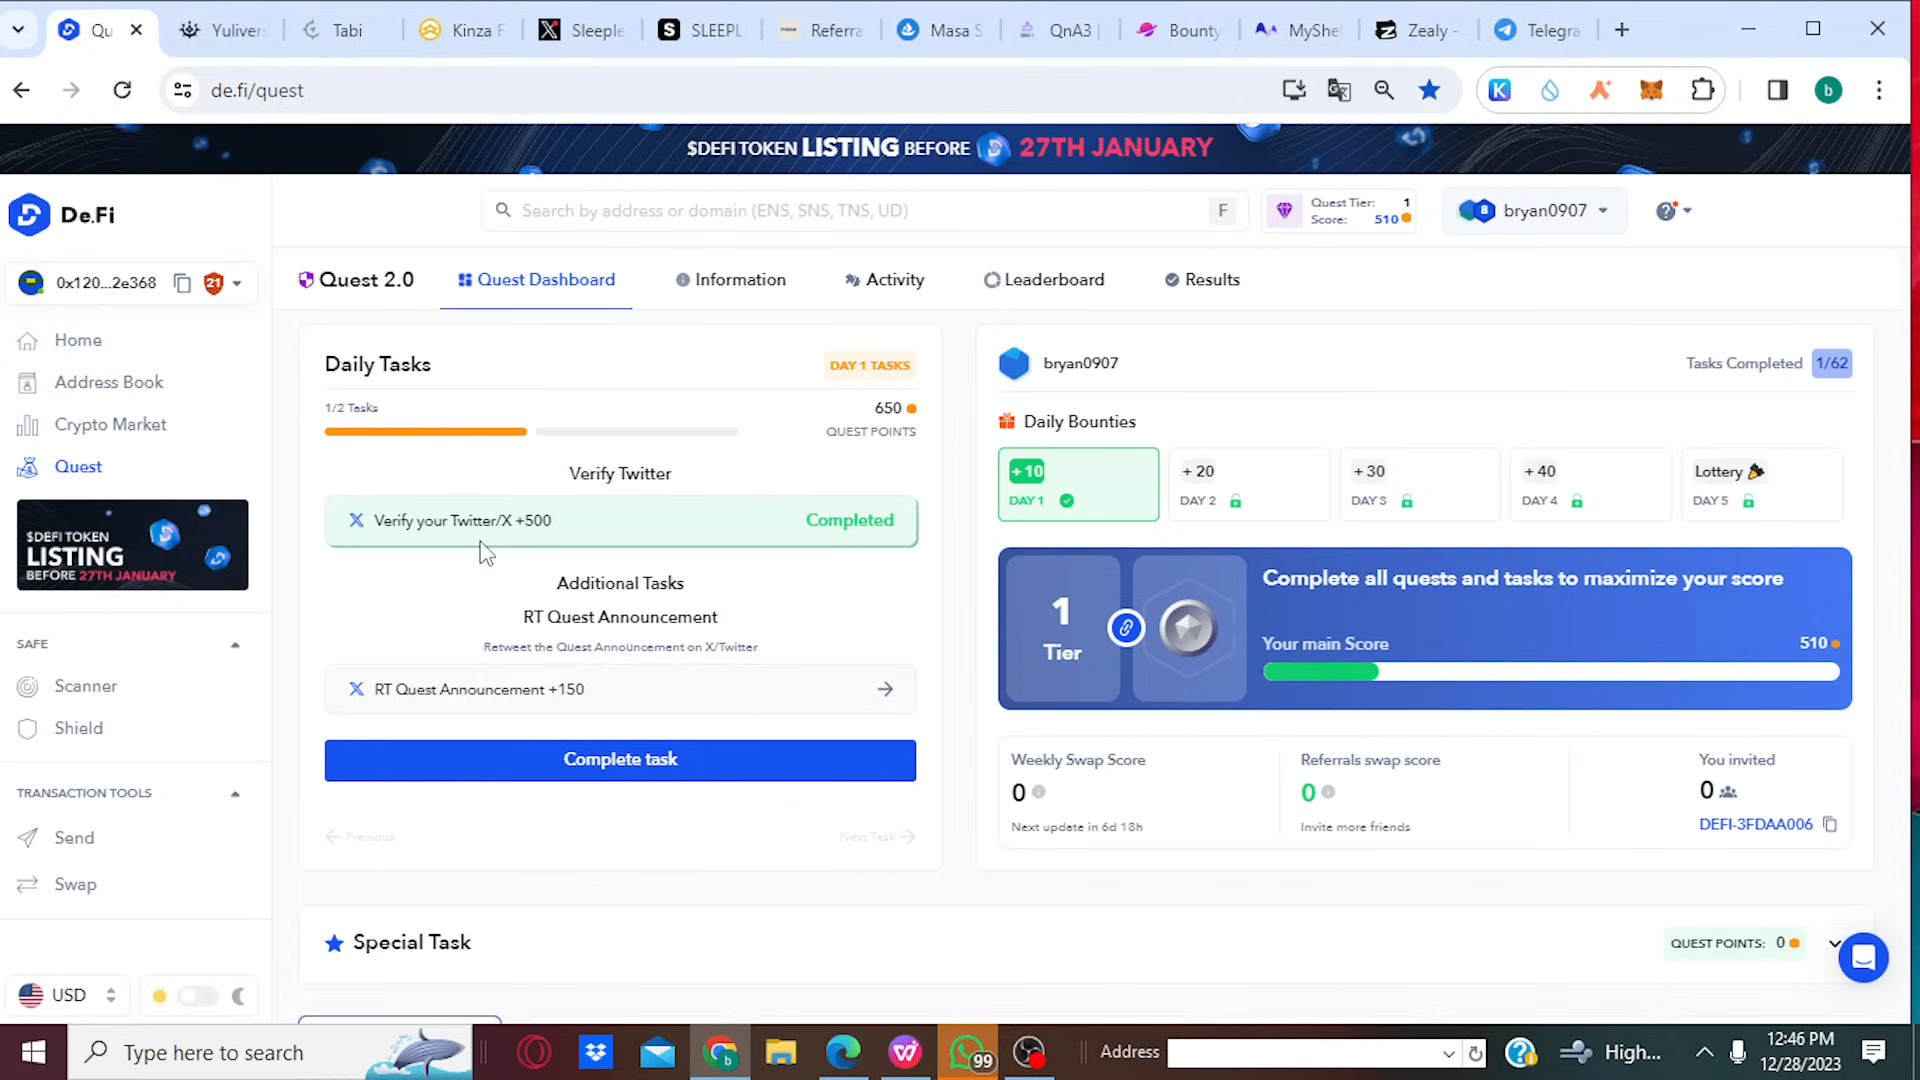 Qu
Yulivers
Tabi
Kinza F
Sleeple
SLEEPL
Referra
Masa S
QnA3 |
Bounty
MyShel
Zealy -
Telegra
de.fi/quest
K
b
$DEFI TOKEN LISTING BEFORE 27TH JANUARY
De.Fi
Search by address or domain (ENS, SNS, TNS, UD)
F
Quest Tier: 1
Score: 510
8
bryan0907
0x120...2e368
21
Quest 2.0
Quest Dashboard
Information
Activity
Leaderboard
Results
Home
Address Book
Crypto Market
Quest
$DEFI TOKEN
LISTING
BEFORE 27TH JANUARY
SAFE
Scanner
Shield
TRANSACTION TOOLS
Send
Swap
USD
Daily Tasks
DAY 1 TASKS
1/2 Tasks
650
QUEST POINTS
Verify Twitter
Verify your Twitter/X +500
Completed
Additional Tasks
RT Quest Announcement
Retweet the Quest Announcement on X/Twitter
RT Quest Announcement +150
Complete task
Previous
Next Task
bryan0907
Tasks Completed 1/62
Daily Bounties
+ 10
DAY 1
+ 20
DAY 2
+ 30
DAY 3
+ 40
DAY 4
Lottery
DAY 5
1
Tier
Complete all quests and tasks to maximize your score
Your main Score
510
Weekly Swap Score
0
Next update in 6d 18h
Referrals swap score
0
Invite more friends
You invited
0
DEFI-3FDAA006
Special Task
QUEST POINTS: 0
Type here to search
99
Address
High...
12:46 PM
12/28/2023